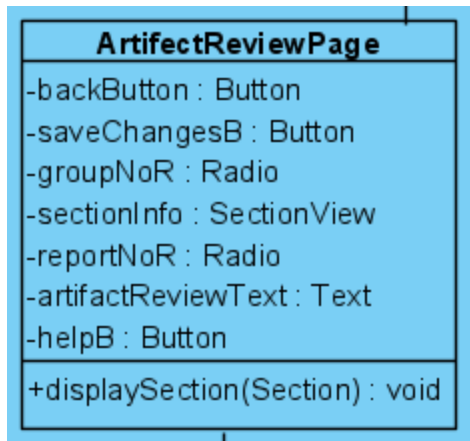 ArtifectReviewPage
-backButton : Button
-saveChangesB : Button
-groupNoR : Radio
-sectionInfo : SectionView
-reportNoR : Radio
-artifactReviewText : Text
-helpB : Button
+displaySection(Section) : void